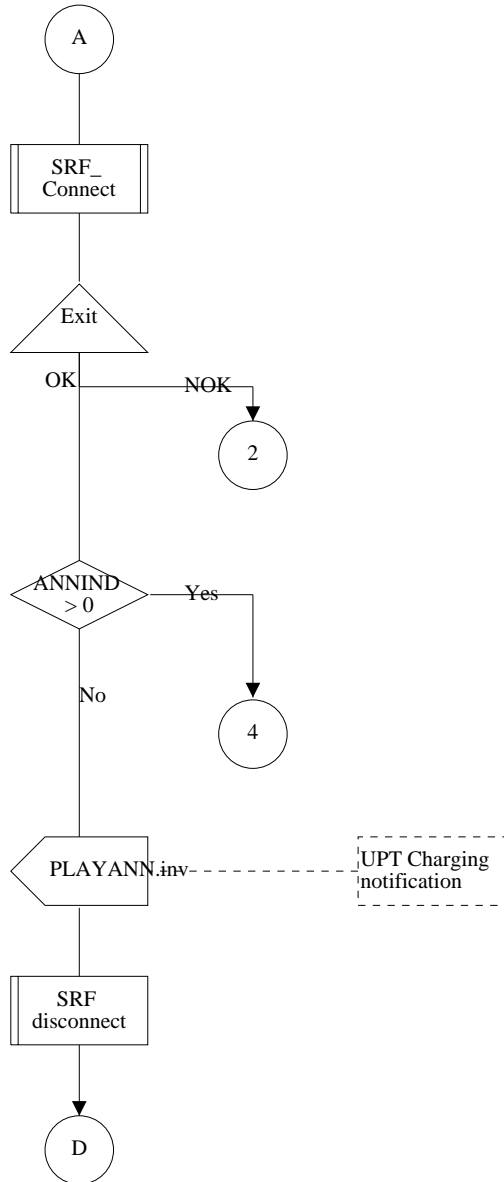 A
SRF_
Connect
Exit
OK
NOK
2
ANNIND
> 0
Yes
No
4
PLAYANN.inv
UPT Charging
notification
SRF
disconnect
D